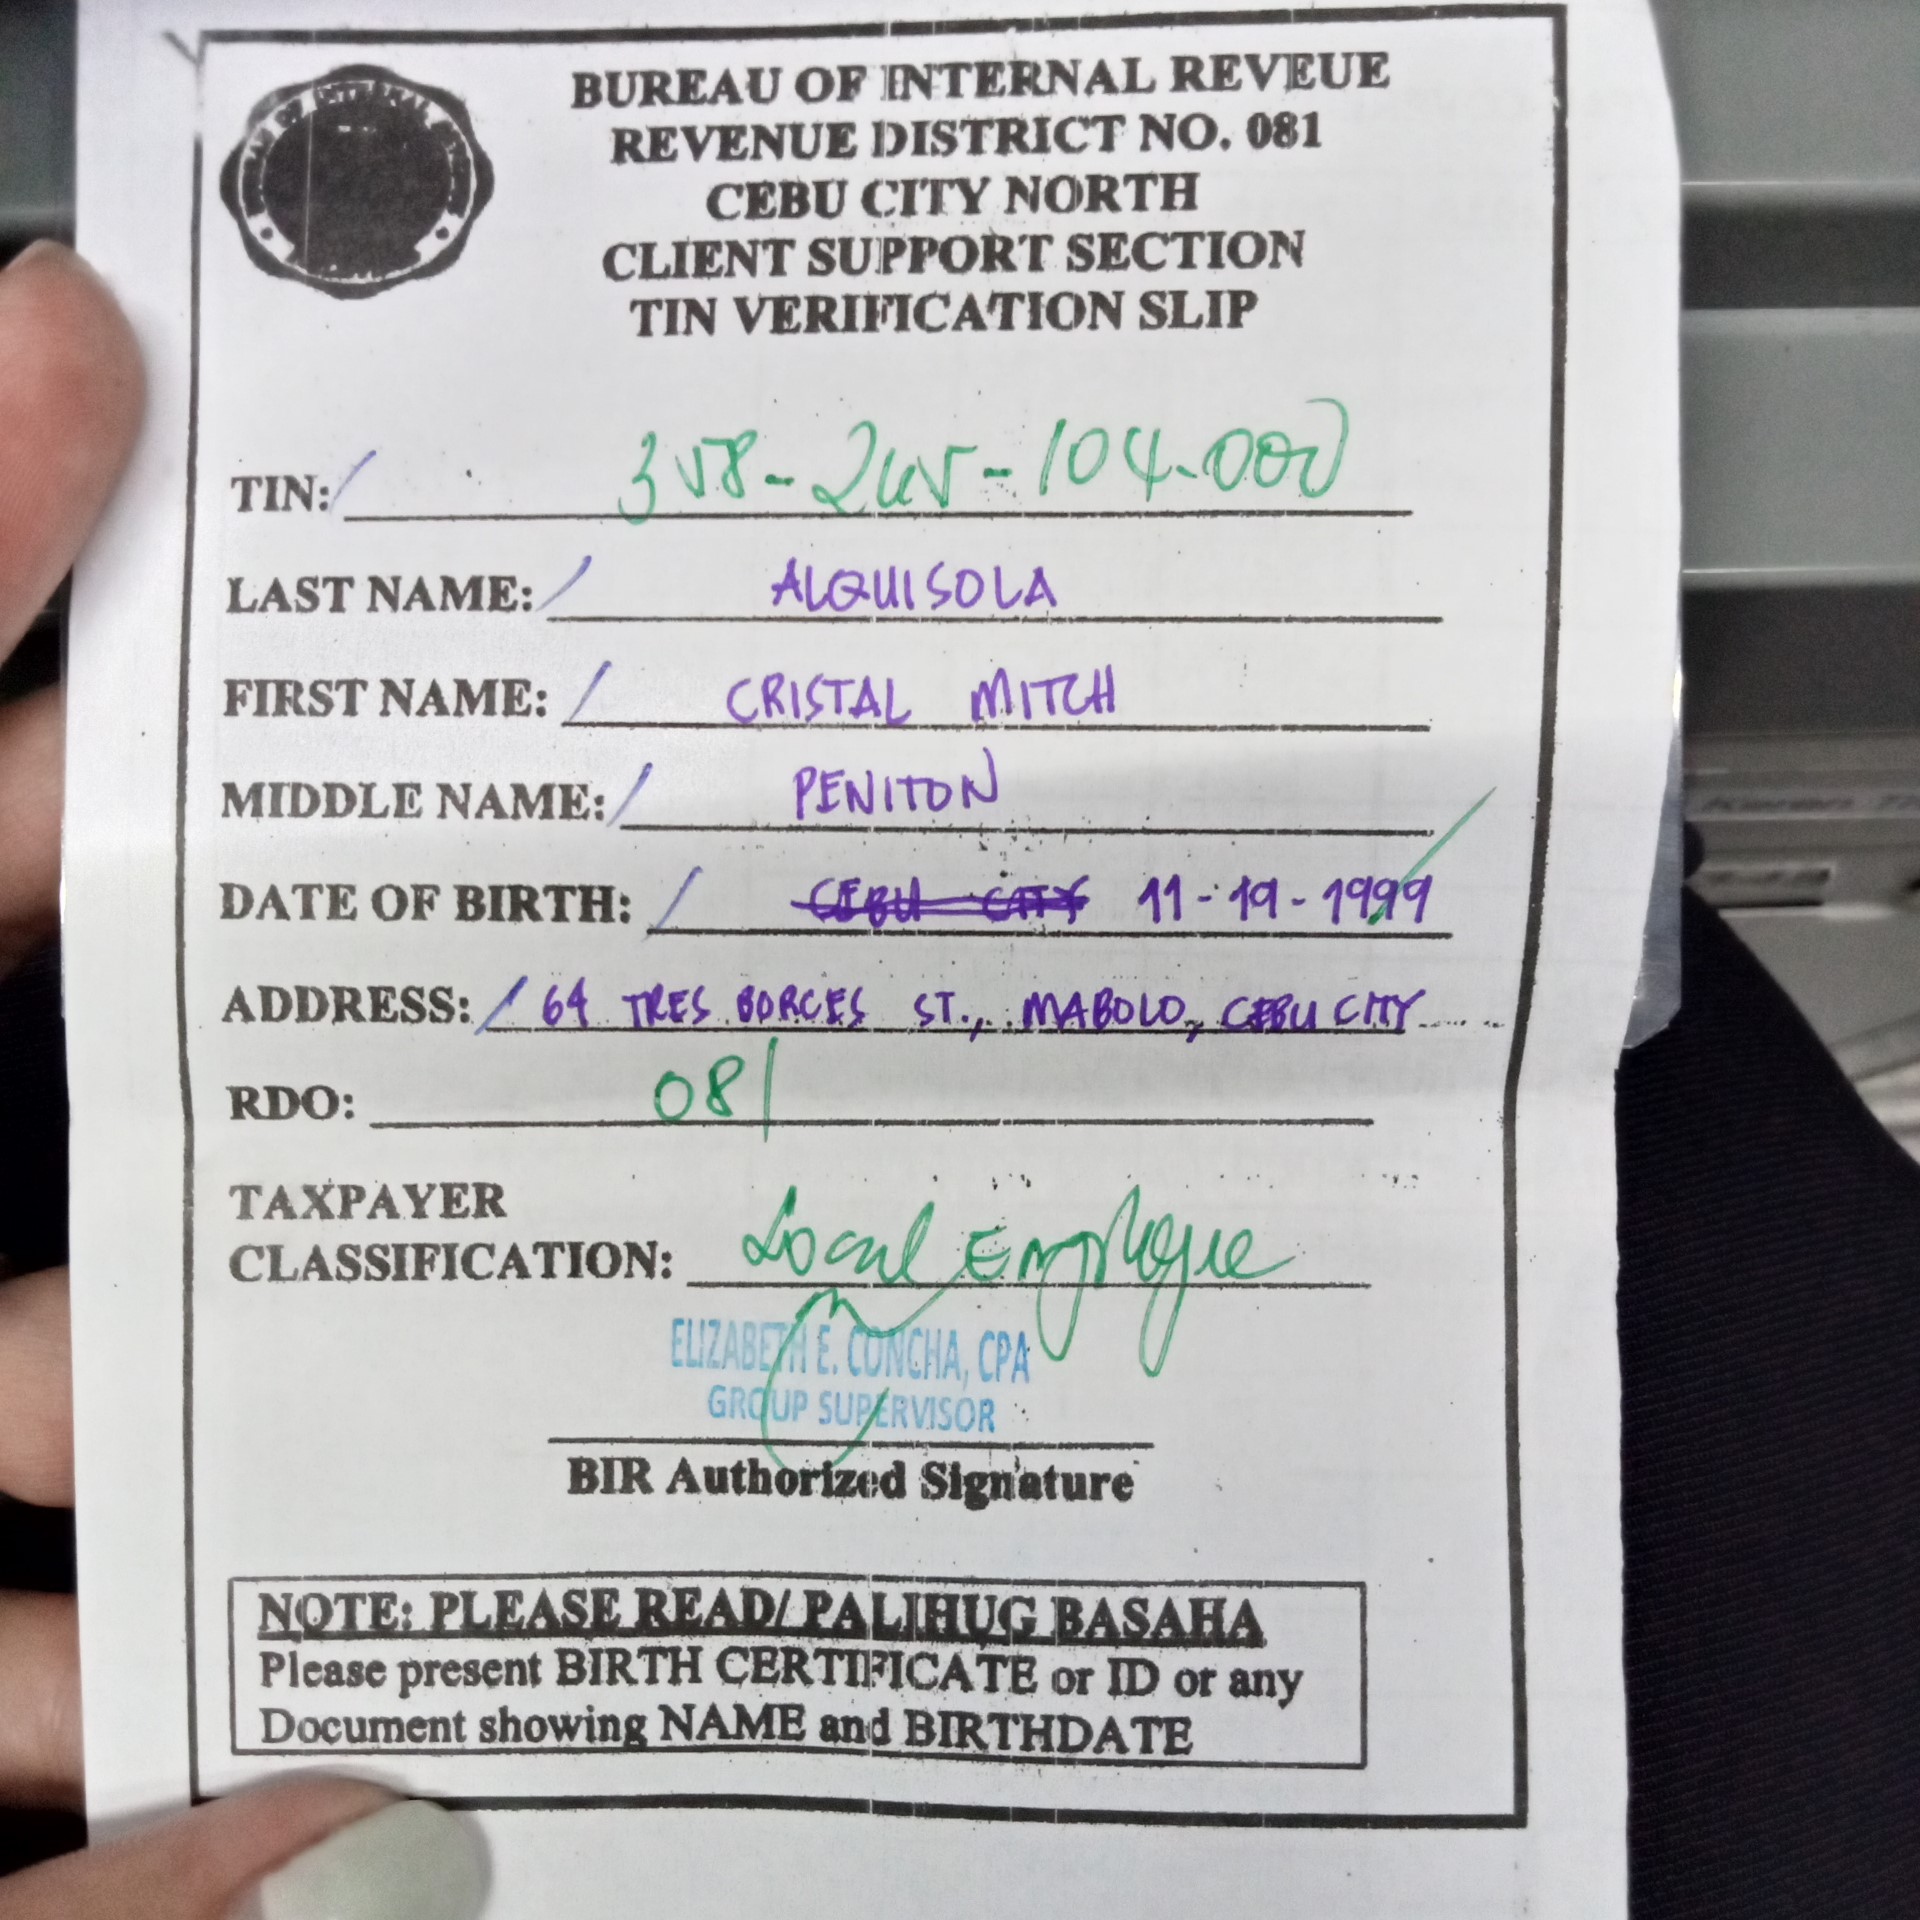 BUREAU OF INTERNAL REVEUE
REVENUE DISTRICT NO. 081
CEBU CITY NORTH
CLIENT SUPPORT SECTION
TIN VERIFICATION SLIP
TIN: 358-245-104-000
LAST NAME: ALQUISOLA
FIRST NAME: CRISTAL MITCH
MIDDLE NAME: PENITON
DATE OF BIRTH: CEBU CITY 11-19-1999
ADDRESS: 64 TRES BORCES ST., MABOLO, CEBU CITY
RDO: 081
TAXPAYER
CLASSIFICATION: Local Employee
ELIZABETH E. CONCHA, CPA
GROUP SUPERVISOR
BIR Authorized Signature
NOTE: PLEASE READ/ PALIHUG BASAHA
Please present BIRTH CERTIFICATE or ID or any
Document showing NAME and BIRTHDATE